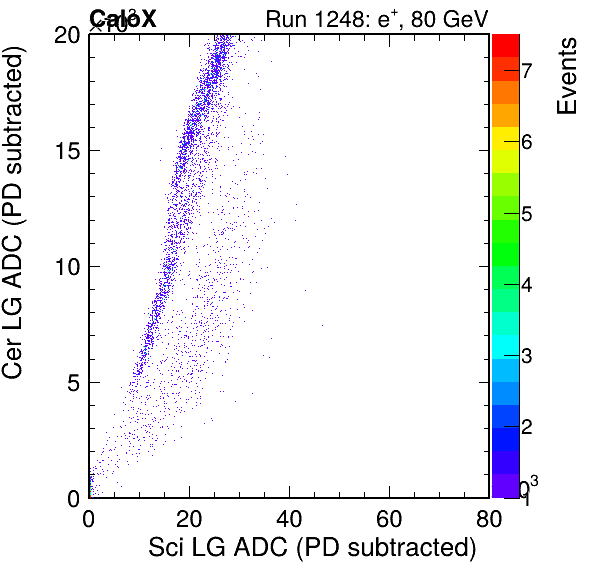 CaloX
×10³
Run 1248: e⁺, 80 GeV
Cer LG ADC (PD subtracted)
20
15
10
5
0
0 20 40 60 80
Sci LG ADC (PD subtracted)
Events
7
6
5
4
3
2
1